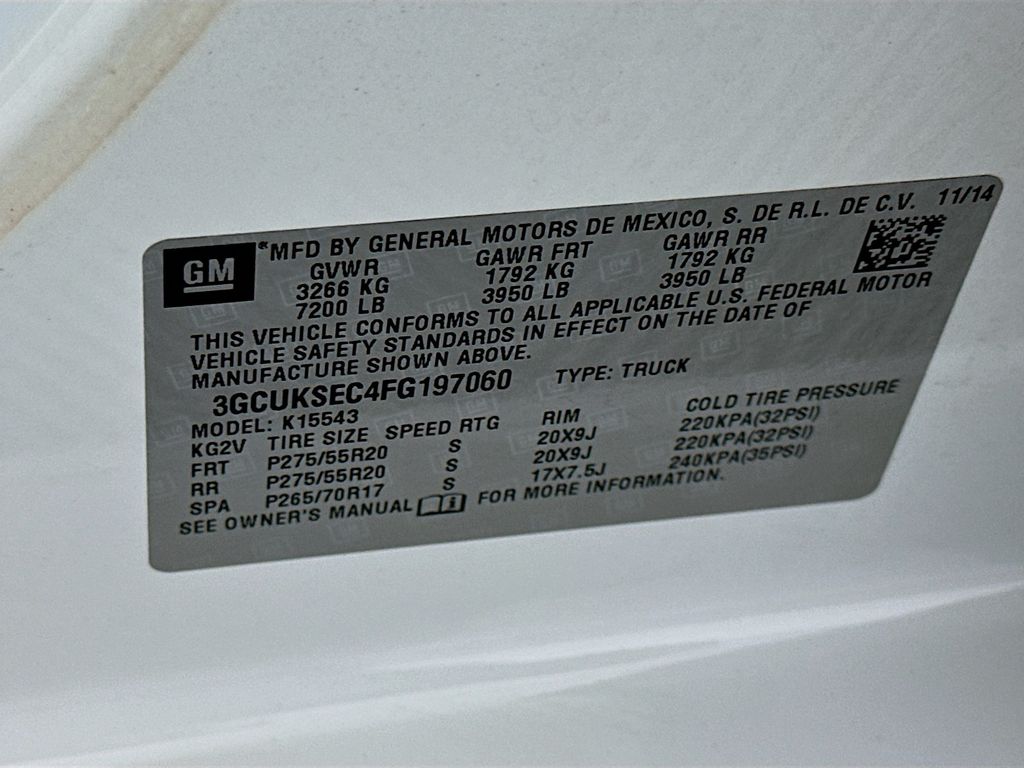 GM *MFD BY GENERAL MOTORS DE MEXICO, S. DE R.L. DE C.V. 11/14
GVWR GAWR FRT GAWR RR
3266 KG 1792 KG 1792 KG
7200 LB 3950 LB 3950 LB
THIS VEHICLE CONFORMS TO ALL APPLICABLE U.S. FEDERAL MOTOR
VEHICLE SAFETY STANDARDS IN EFFECT ON THE DATE OF
MANUFACTURE SHOWN ABOVE.
3GCUKSEC4FG197060 TYPE: TRUCK
MODEL: K15543
KG2V TIRE SIZE SPEED RTG RIM COLD TIRE PRESSURE
FRT P275/55R20 S 20X9J 220KPA(32PSI)
RR P275/55R20 S 20X9J 220KPA(32PSI)
SPA P265/70R17 S 17X7.5J 240KPA(35PSI)
SEE OWNER'S MANUAL FOR MORE INFORMATION.